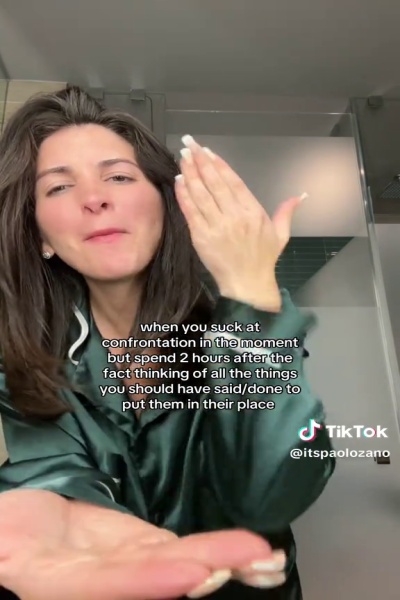 when you suck at
confrontation in the moment
but spend 2 hours after the
fact thinking of all the things
you should have said/done to
put them in their place
TikTok
@itspaolozano